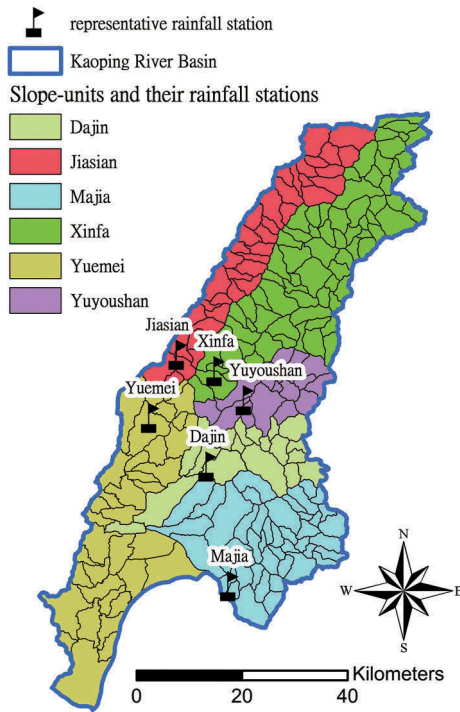 representative rainfall station
Kaoping River Basin
Slope-units and their rainfall stations
Dajin
Jiasian
Majia
Xinfa
Yuemei
Yuyoushan
Jiasian
Xinfa
Yuyoushan
Yuemei
Dajin
Majia
N
W E
S
Kilometers
0 20 40